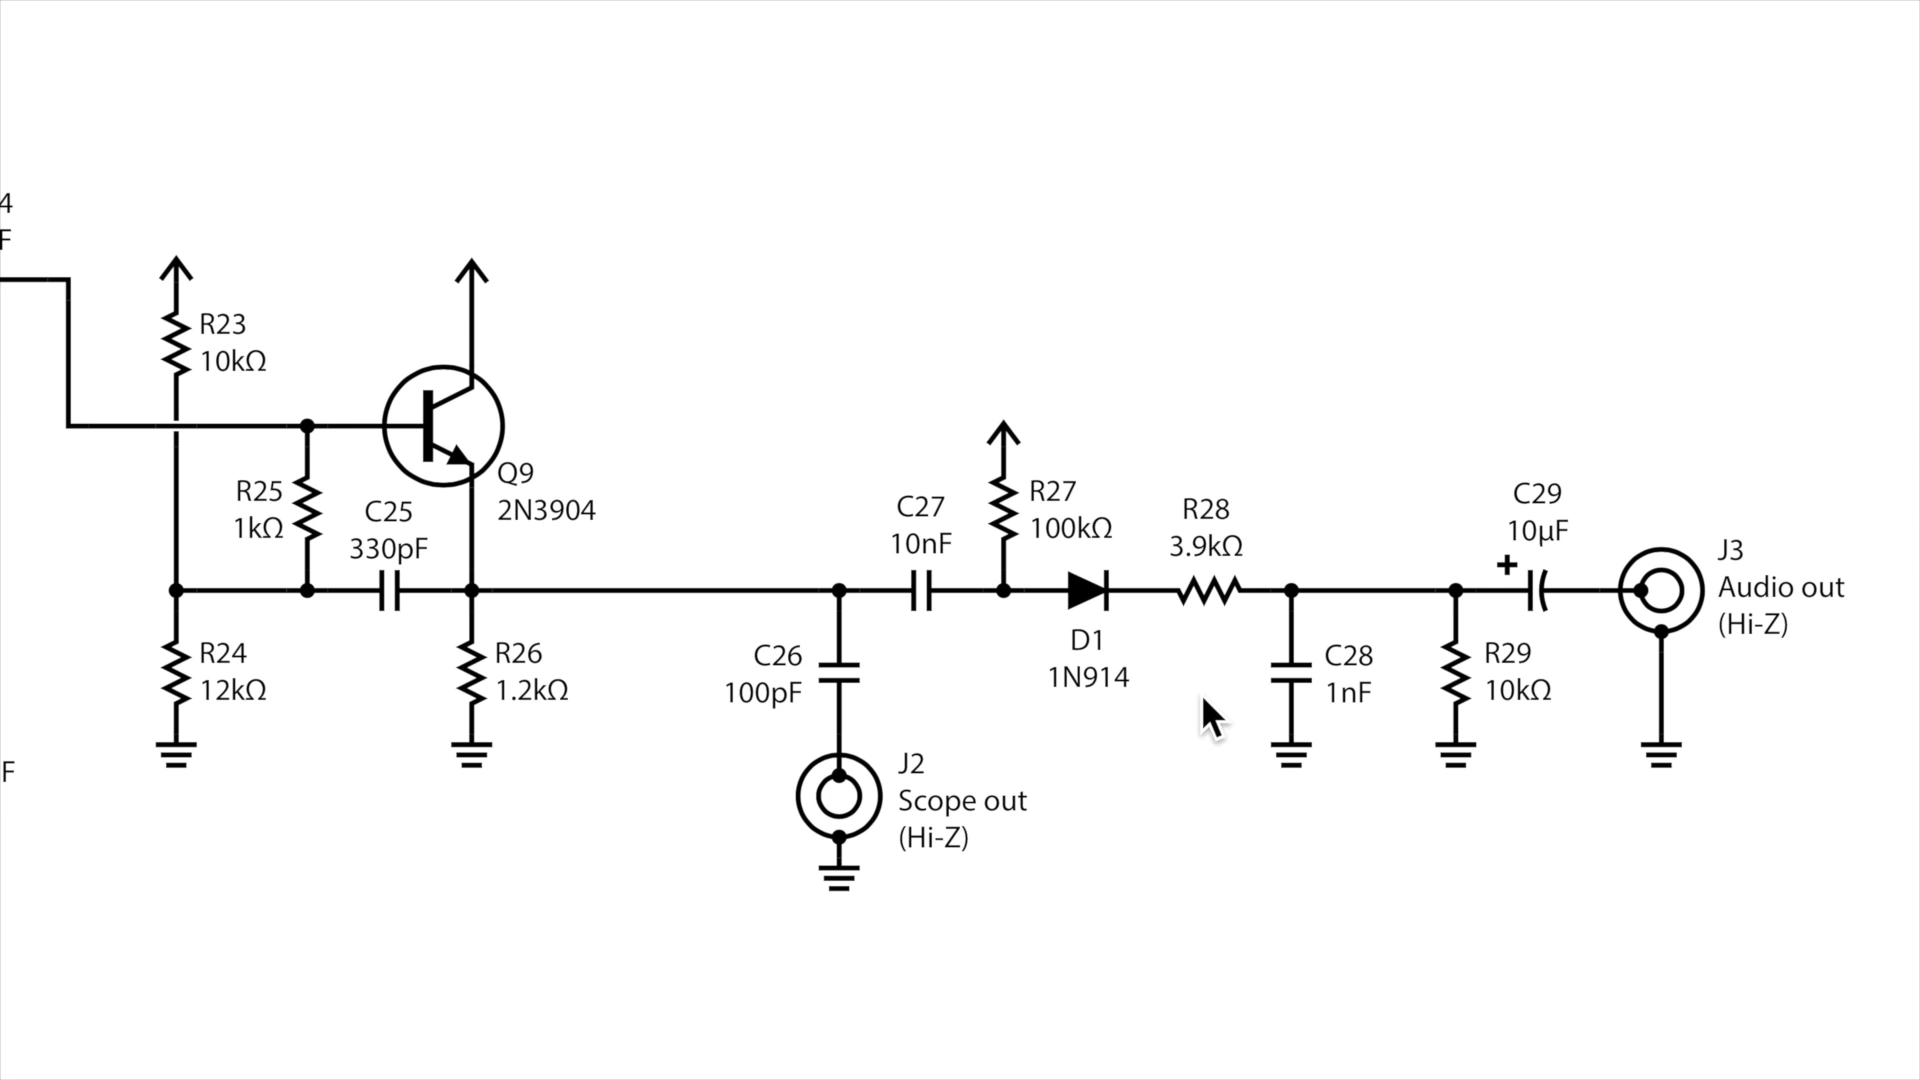 4
F
R23
10kΩ
Q9
2N3904
R25
1kΩ
C25
330pF
C27
10nF
R27
100kΩ
R28
3.9kΩ
C29
10µF
+
J3
Audio out
(Hi-Z)
R24
12kΩ
R26
1.2kΩ
C26
100pF
D1
1N914
C28
1nF
R29
10kΩ
F
J2
Scope out
(Hi-Z)